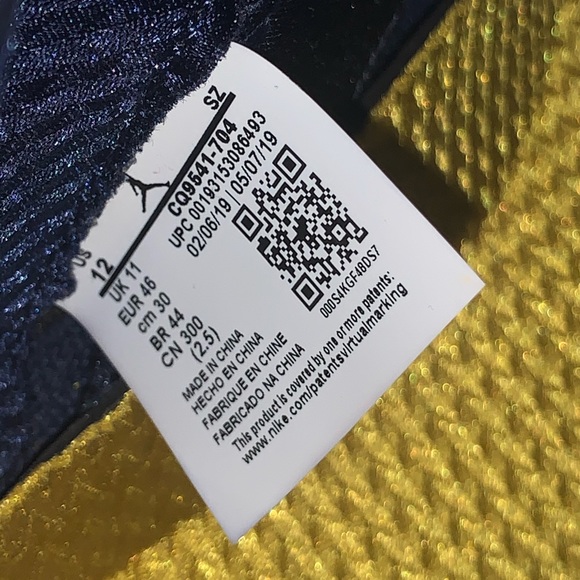 SZ
CQ9541-704
UPC 00193153086493
02/06/19 | 05/07/19
000S4KGF4BDS7
US
12
UK 11
EUR 46
cm 30
BR 44
CN 300
(2.5)
MADE IN CHINA
HECHO EN CHINA
FABRIQUE EN CHINE
FABRICADO NA CHINA
This product is covered by one or more patents:
www.nike.com/patentsvirtualmarking